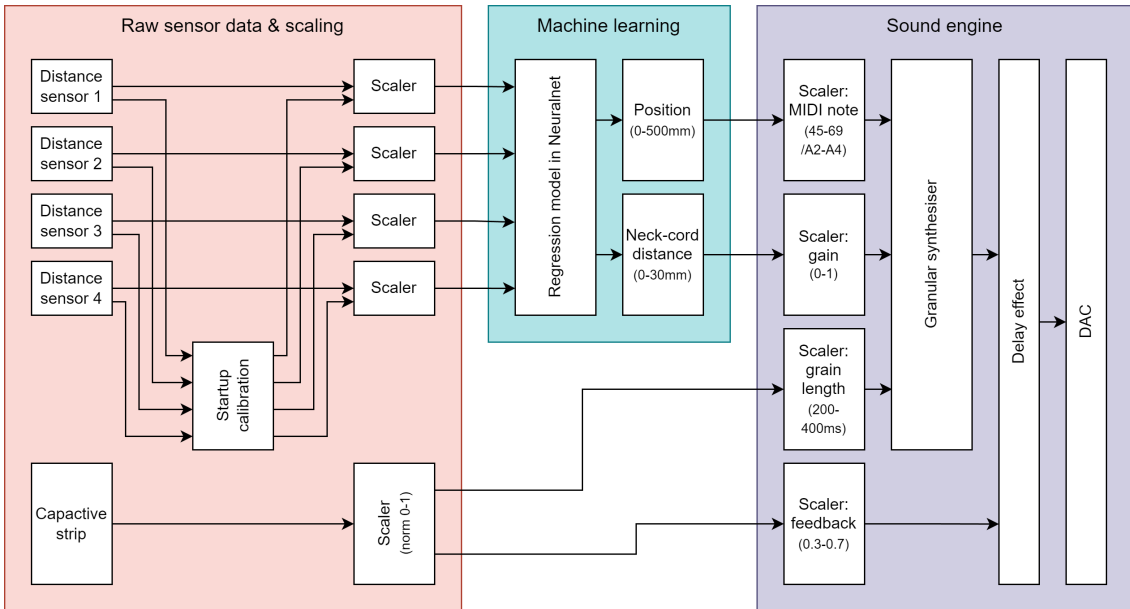 Raw sensor data & scaling
Distance
sensor 1
Distance
sensor 2
Distance
sensor 3
Distance
sensor 4
Startup
calibration
Capactive
strip
Scaler
Scaler
Scaler
Scaler
Scaler
(norm 0-1)
Machine learning
Regression model in Neuralnet
Position
(0-500mm)
Neck-cord
distance
(0-30mm)
Sound engine
Scaler:
MIDI note
(45-69
/A2-A4)
Scaler:
gain
(0-1)
Scaler:
grain
length
(200-
400ms)
Scaler:
feedback
(0.3-0.7)
Granular synthesiser
Delay effect
DAC